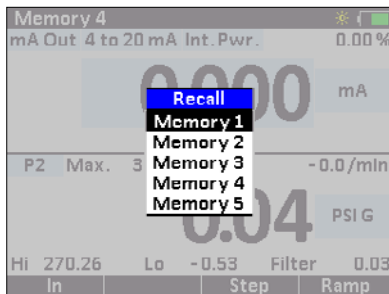 Memory 4
mA Out 4 to 20 mA Int.Pwr. 0.00 %
0.000 mA
Recall
Memory 1
Memory 2
Memory 3
Memory 4
Memory 5
P2 Max. 3 -0.0/min
0.04 PSI G
Hi 270.26 Lo -0.53 Filter 0.03
In Step Ramp